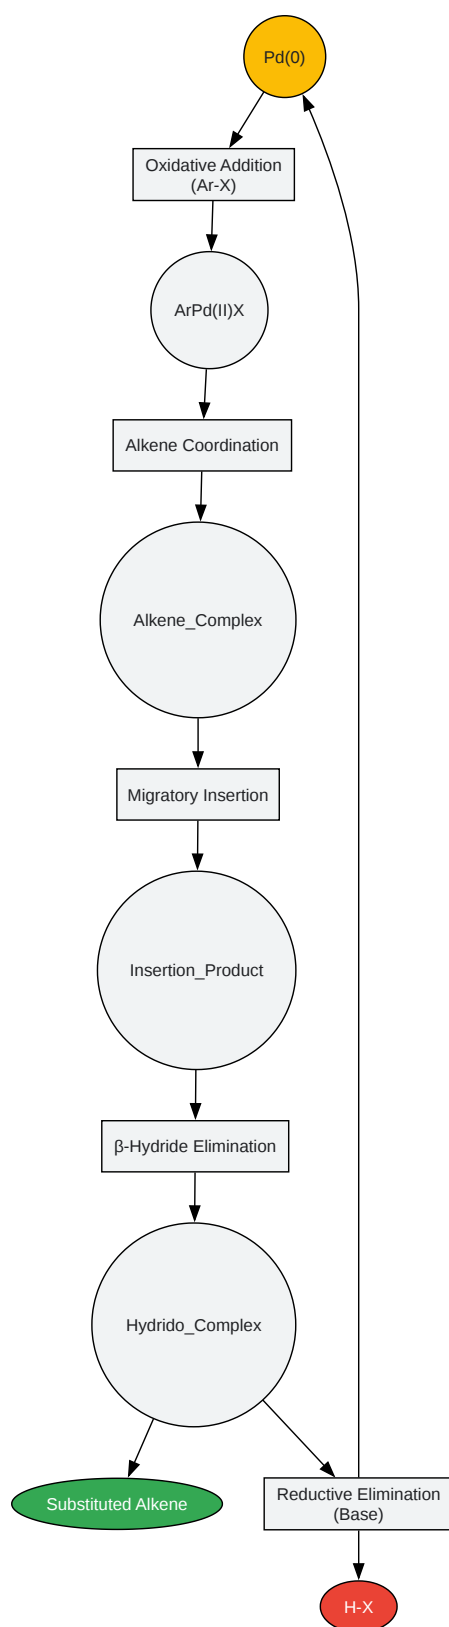 Pd(0)
Oxidative Addition
(Ar-X)
ArPd(II)X
Alkene Coordination
Alkene_Complex
Migratory Insertion
Insertion_Product
β-Hydride Elimination
Hydrido_Complex
Substituted Alkene
Reductive Elimination
(Base)
H-X